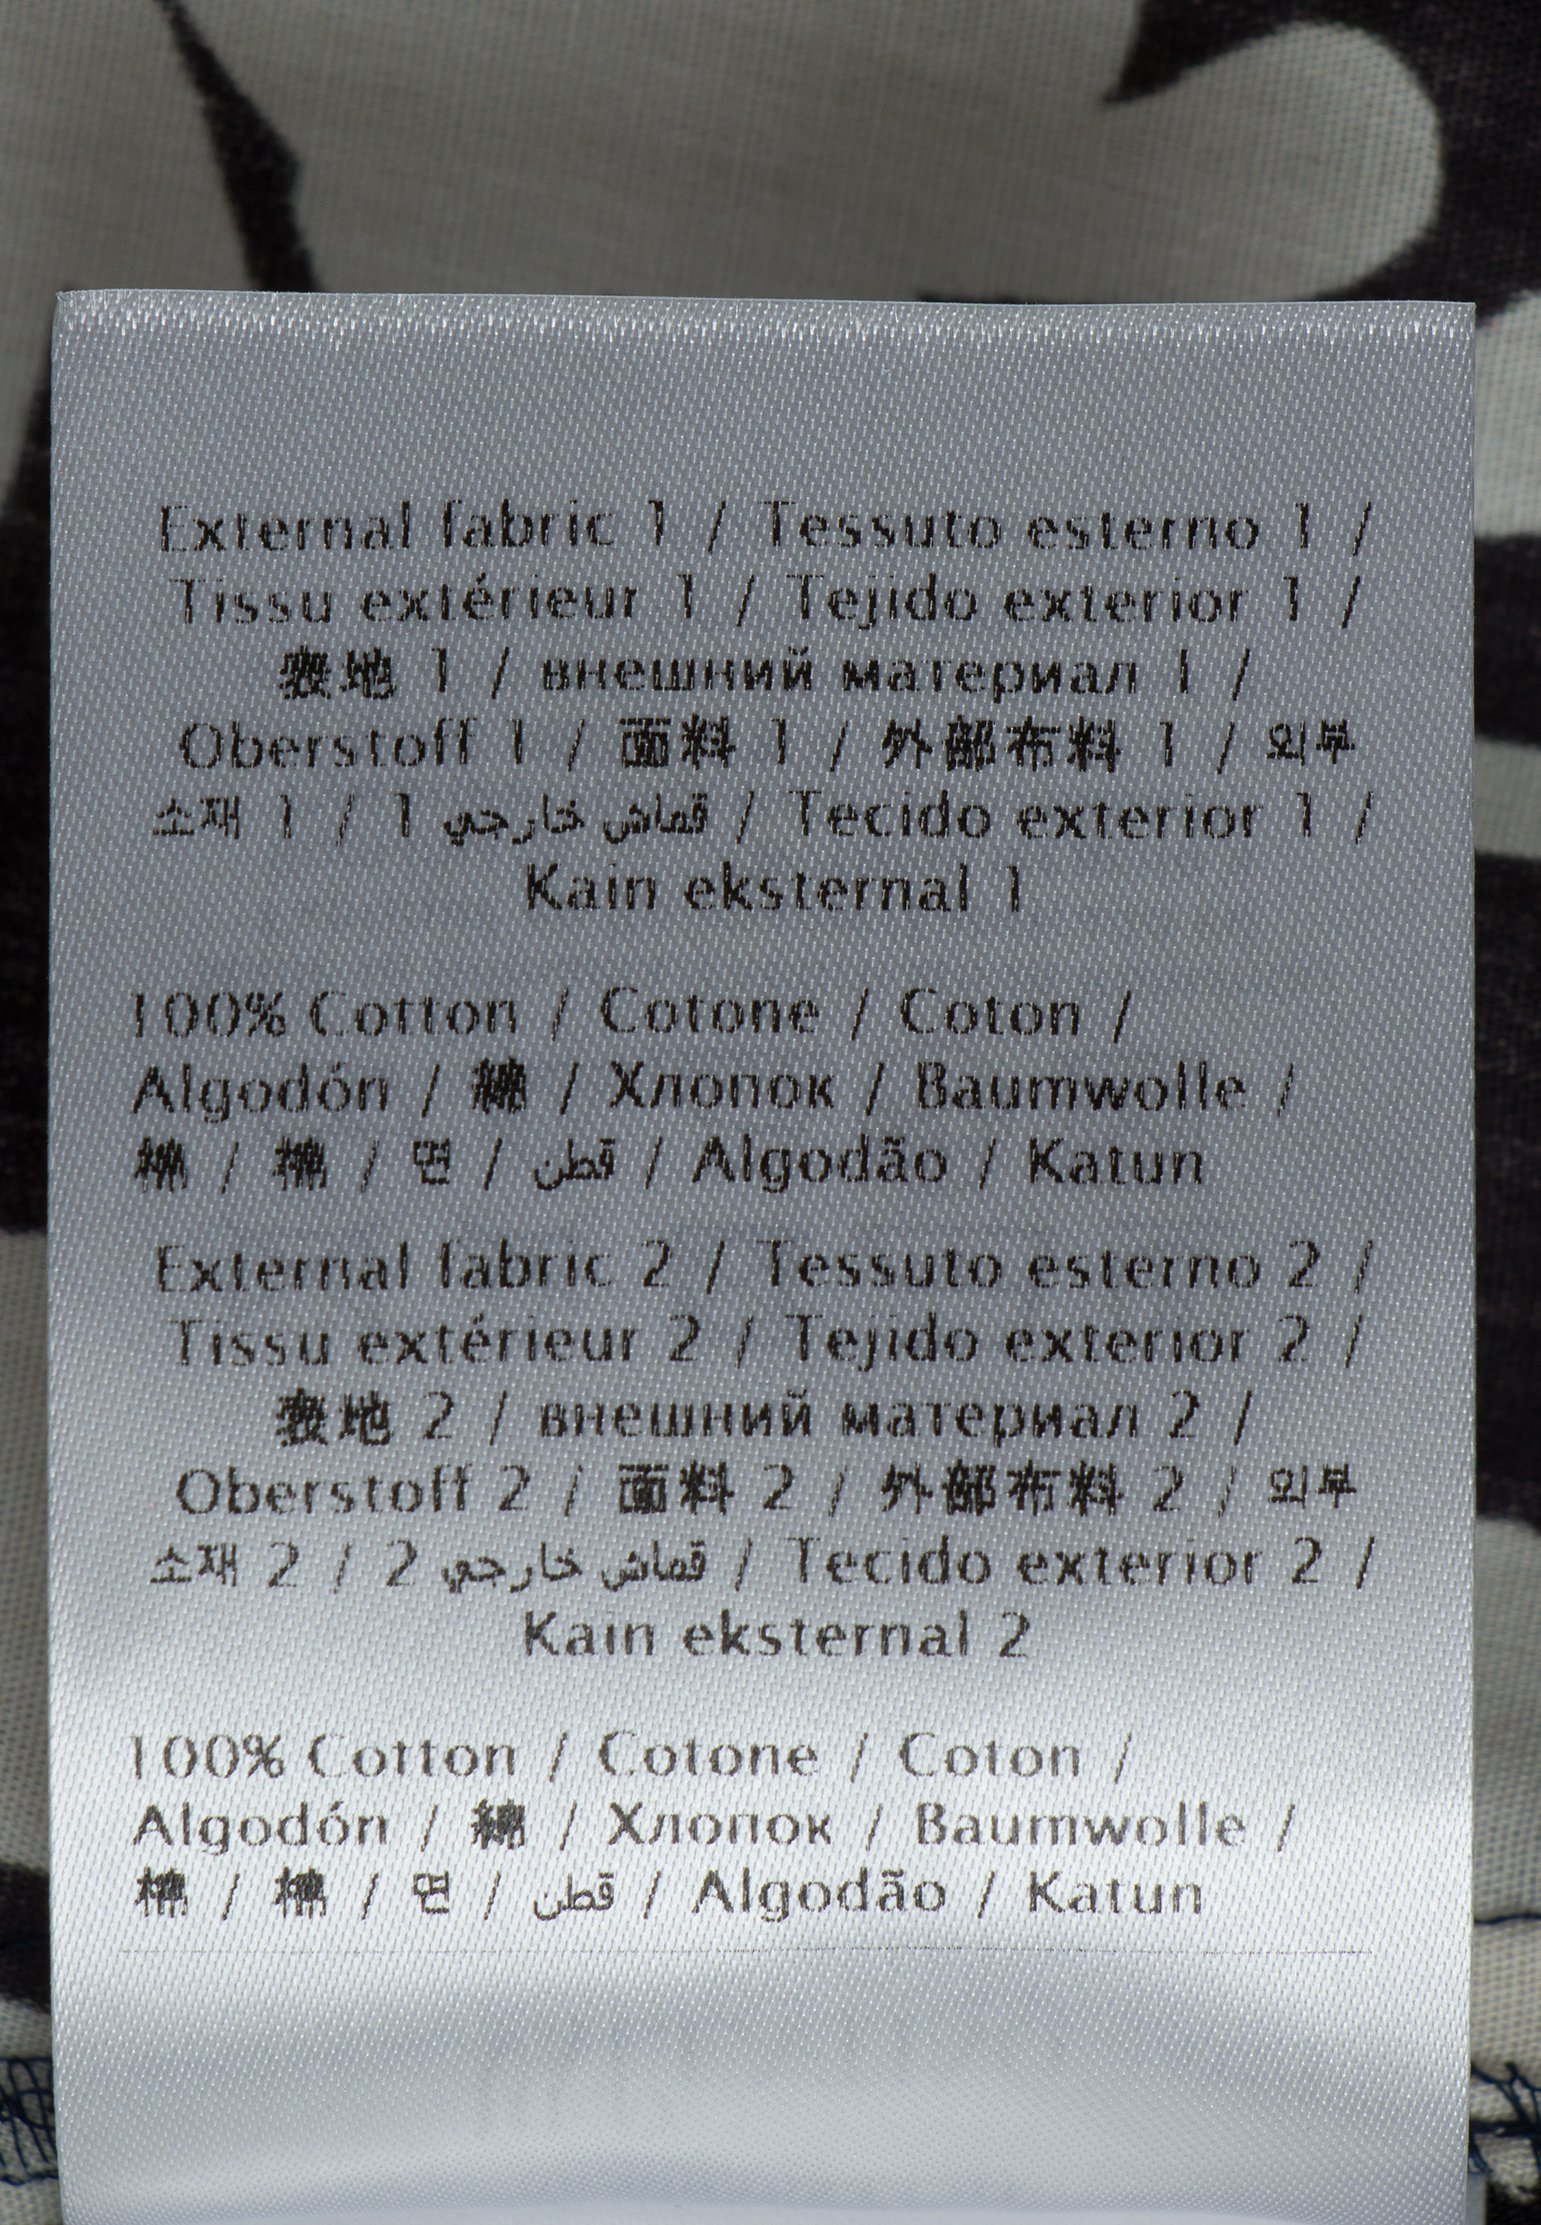 External fabric 1 / Tessuto esterno 1 /
Tissu extérieur 1 / Tejido exterior 1 /
表地 1 / внешний материал 1 /
Oberstoff 1 / 面料 1 / 外部布料 1 / 외부
소재 1 / 1 قماش خارجي / Tecido exterior 1 /
Kain eksternal 1
100% Cotton / Cotone / Coton /
Algodón / 綿 / Хлопок / Baumwolle /
棉 / 棉 / 면 / قطن / Algodão / Katun
External fabric 2 / Tessuto esterno 2 /
Tissu extérieur 2 / Tejido exterior 2 /
表地 2 / внешний материал 2 /
Oberstoff 2 / 面料 2 / 外部布料 2 / 외부
소재 2 / 2 قماش خارجي / Tecido exterior 2 /
Kain eksternal 2
100% Cotton / Cotone / Coton /
Algodón / 綿 / Хлопок / Baumwolle /
棉 / 棉 / 면 / قطن / Algodão / Katun